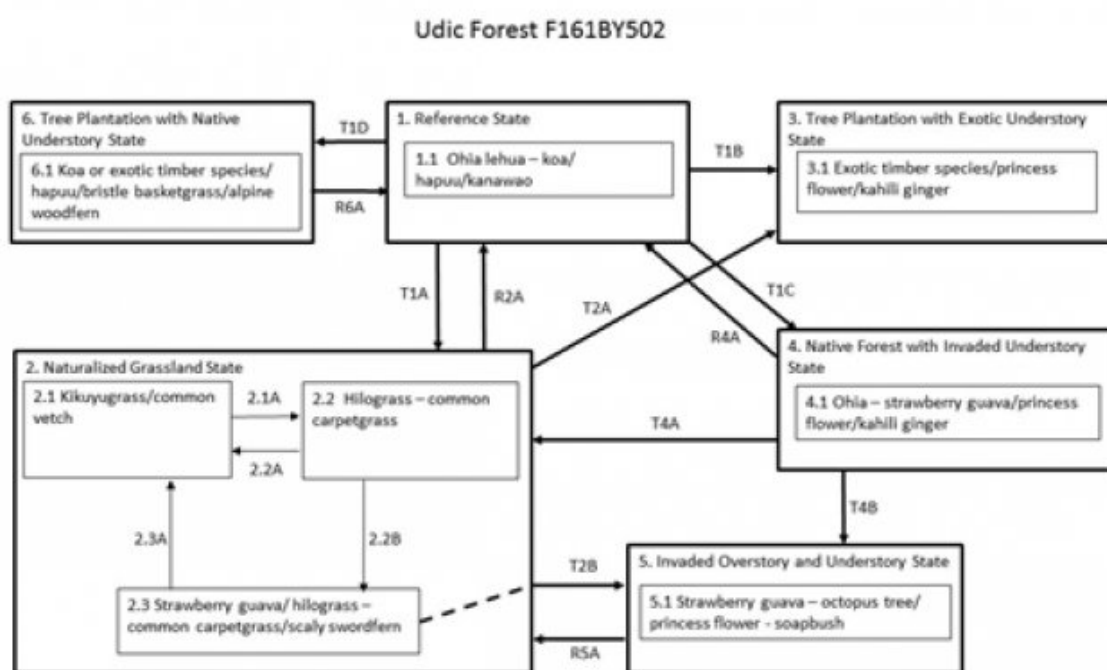 Udic Forest F161BY502
6. Tree Plantation with Native
Understory State
6.1 Koa or exotic timber species/
hapuu/bristle basketgrass/alpine
woodfern
T1D
R6A
1. Reference State
1.1 Ohia lehua – koa/
hapuu/kanawao
T1B
3. Tree Plantation with Exotic Understory
State
3.1 Exotic timber species/princess
flower/kahili ginger
T1A
R2A
T2A
T1C
R4A
2. Naturalized Grassland State
2.1 Kikuyugrass/common
vetch
2.1A
2.2A
2.2 Hilograss – common
carpetgrass
4. Native Forest with Invaded Understory
State
4.1 Ohia – strawberry guava/princess
flower/kahili ginger
T4A
T4B
2.3A
2.2B
2.3 Strawberry guava/ hilograss –
common carpetgrass/scaly swordfern
T2B
R5A
5. Invaded Overstory and Understory State
5.1 Strawberry guava – octopus tree/
princess flower - soapbush